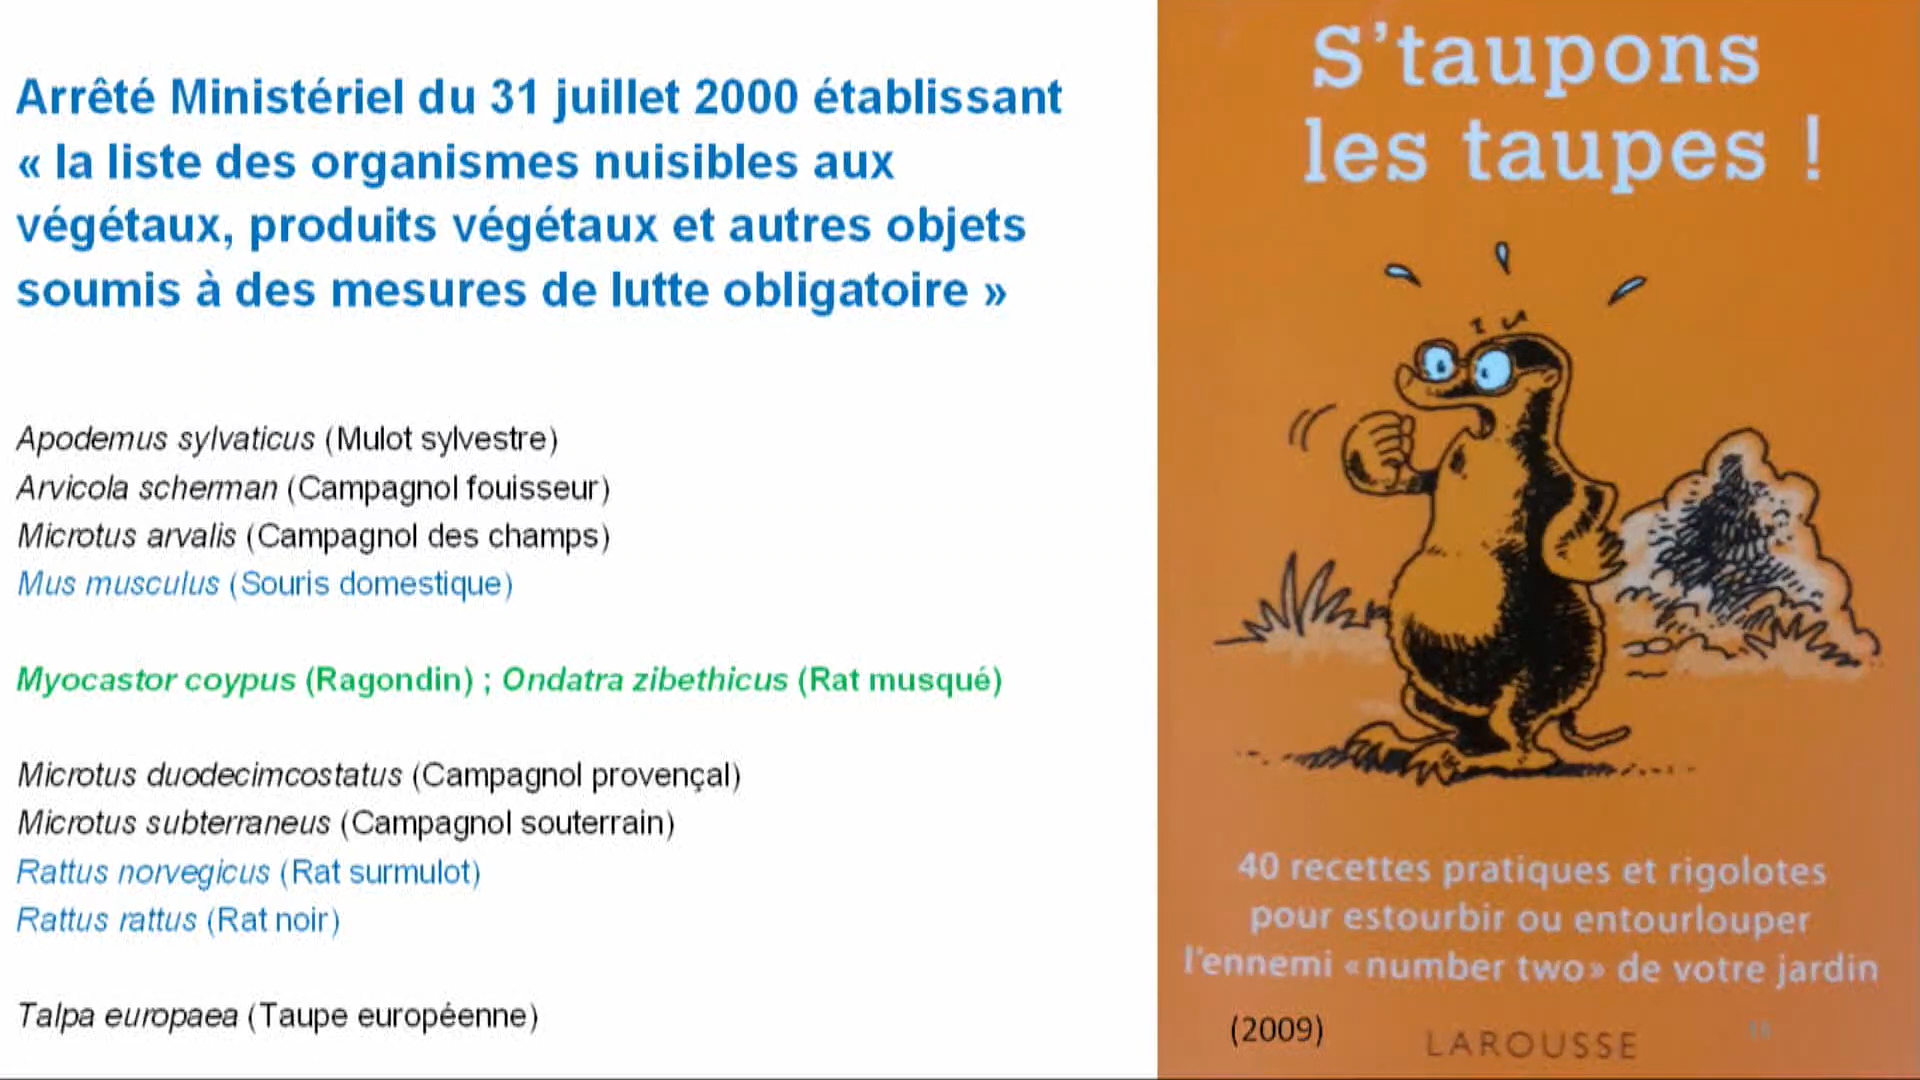 Arrêté Ministériel du 31 juillet 2000 établissant
« la liste des organismes nuisibles aux
végétaux, produits végétaux et autres objets
soumis à des mesures de lutte obligatoire »
Apodemus sylvaticus (Mulot sylvestre)
Arvicola scherman (Campagnol fouisseur)
Microtus arvalis (Campagnol des champs)
Mus musculus (Souris domestique)
Myocastor coypus (Ragondin) ; Ondatra zibethicus (Rat musqué)
Microtus duodecimcostatus (Campagnol provençal)
Microtus subterraneus (Campagnol souterrain)
Rattus norvegicus (Rat surmulot)
Rattus rattus (Rat noir)
Talpa europaea (Taupe européenne)
S'taupons
les taupes !
40 recettes pratiques et rigolotes
pour estourbir ou entourlouper
l'ennemi «number two» de votre jardin
(2009)
LAROUSSE